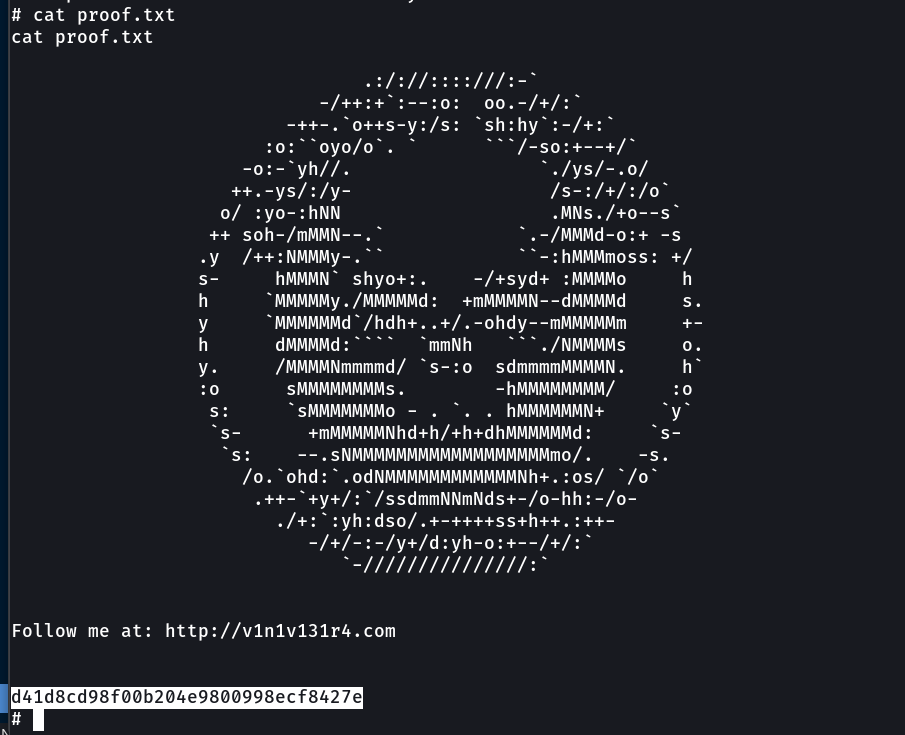 # cat proof.txt
cat proof.txt
.:/://::::///:-`
-/++:+`:--:o:  oo.-/+/:`
-++-.`o++s-y:/s: `sh:hy`:-/+:`
:o:``oyo/o`. `      ```/-so:+--+/`
-o:-`yh//.                 `./ys/-.o/
++.-ys/:/y-                  /s-:/+/:/o`
o/ :yo-:hNN                   .MNs./+o--s`
++ soh-/mMMN--.`            `.-/MMMd-o:+ -s
.y  /++:NMMMy-.``            ``-:hMMMmoss: +/
s-     hMMMN` shyo+:.    -/+syd+ :MMMMo     h
h     `MMMMMy./MMMMMd:  +mMMMMN--dMMMMd     s.
y     `MMMMMMd`/hdh+..+/.-ohdy--mMMMMMm     +-
h      dMMMMd:````  `mmNh   ```./NMMMMs     o.
y.     /MMMMNmmmmd/ `s-:o  sdmmmmMMMMN.     h`
:o      sMMMMMMMMs.        -hMMMMMMMM/     :o
s:     `sMMMMMMMo - . `. . hMMMMMMN+     `y`
`s-      +mMMMMMNhd+h/+h+dhMMMMMMd:     `s-
`s:    --.sNMMMMMMMMMMMMMMMMMMmo/.    -s.
/o.`ohd:`.odNMMMMMMMMMMMMNh+.:os/ `/o`
.++-`+y+/:`/ssdmmNNmNds+-/o-hh:-/o-
./+:`:yh:dso/.+-++++ss+h++.:++-
-/+/-:-/y+/d:yh-o:+--/+/:`
`-///////////////:`
Follow me at: http://v1n1v131r4.com
d41d8cd98f00b204e9800998ecf8427e
#